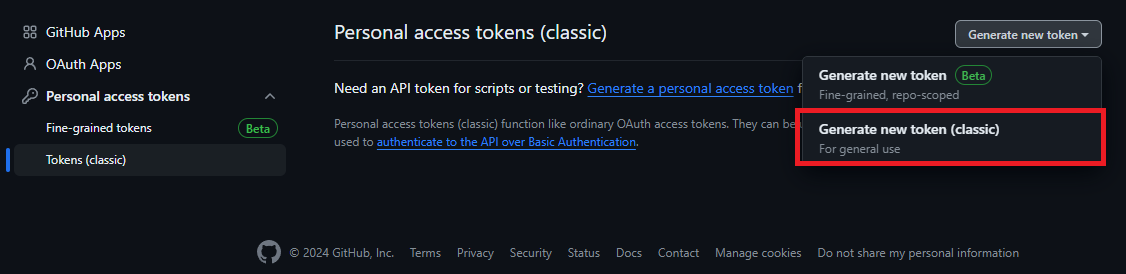 GitHub Apps
OAuth Apps
Personal access tokens
Fine-grained tokens Beta
Tokens (classic)
Personal access tokens (classic)
Generate new token
Need an API token for scripts or testing? Generate a personal access token f
Personal access tokens (classic) function like ordinary OAuth access tokens. They can be u
used to authenticate to the API over Basic Authentication.
Generate new token Beta
Fine-grained, repo-scoped
Generate new token (classic)
For general use
© 2024 GitHub, Inc. Terms Privacy Security Status Docs Contact Manage cookies Do not share my personal information